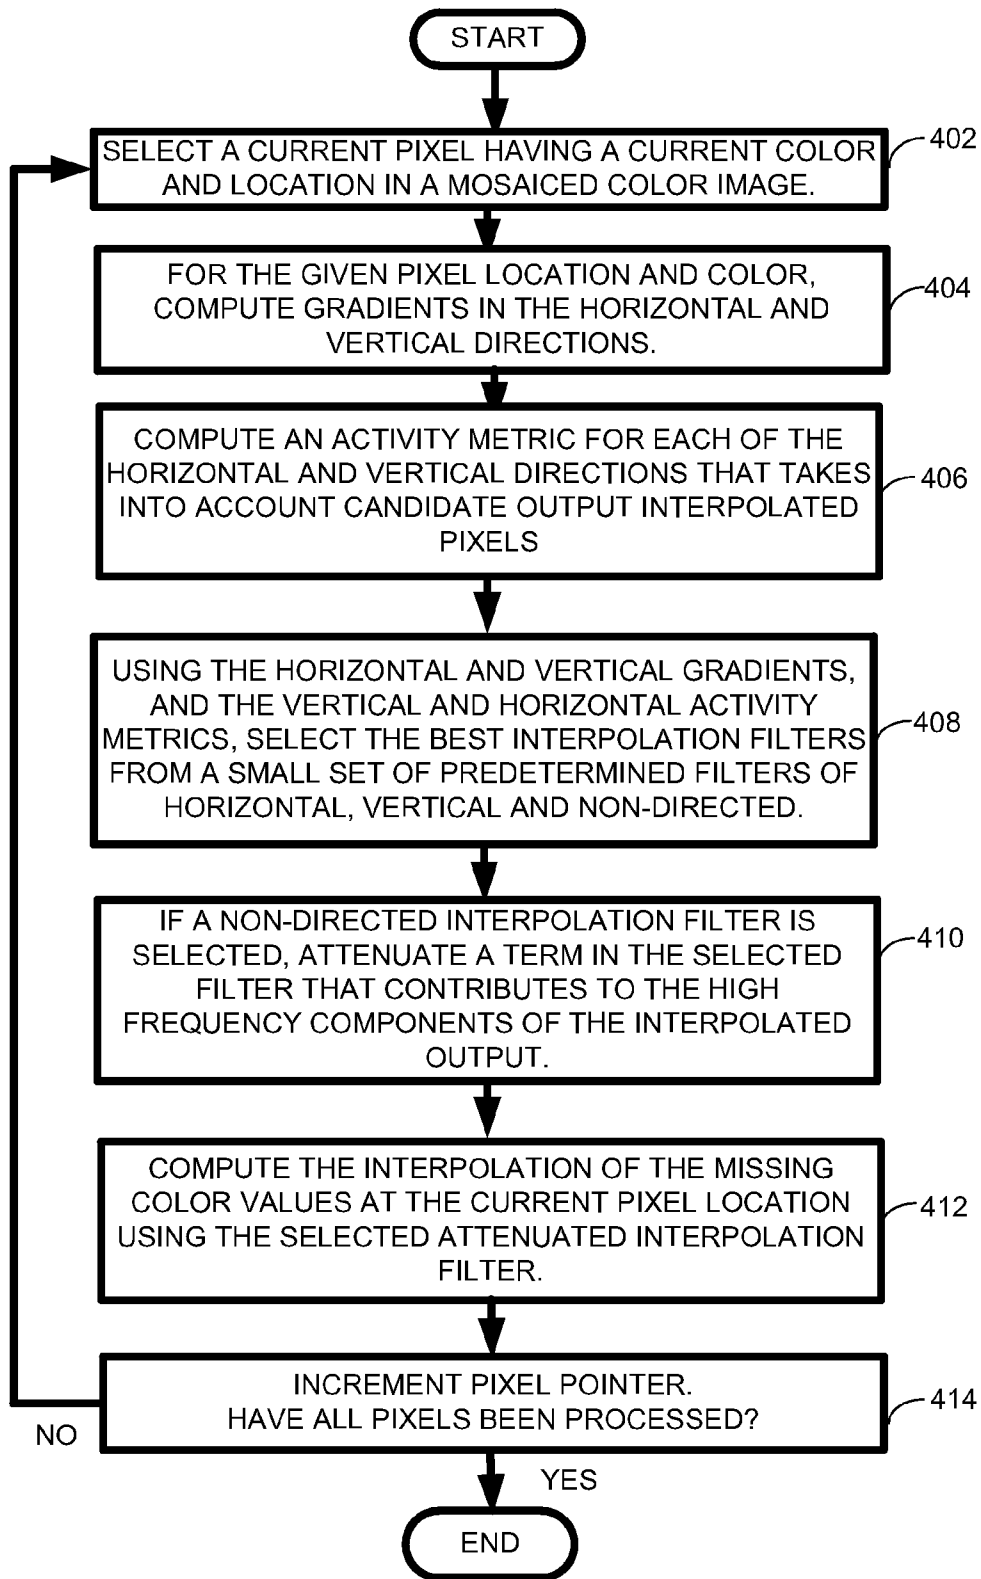 START
SELECT A CURRENT PIXEL HAVING A CURRENT COLOR
AND LOCATION IN A MOSAICED COLOR IMAGE.
402
FOR THE GIVEN PIXEL LOCATION AND COLOR,
COMPUTE GRADIENTS IN THE HORIZONTAL AND
VERTICAL DIRECTIONS.
404
COMPUTE AN ACTIVITY METRIC FOR EACH OF THE
HORIZONTAL AND VERTICAL DIRECTIONS THAT TAKES
INTO ACCOUNT CANDIDATE OUTPUT INTERPOLATED
PIXELS
406
USING THE HORIZONTAL AND VERTICAL GRADIENTS,
AND THE VERTICAL AND HORIZONTAL ACTIVITY
METRICS, SELECT THE BEST INTERPOLATION FILTERS
FROM A SMALL SET OF PREDETERMINED FILTERS OF
HORIZONTAL, VERTICAL AND NON-DIRECTED.
408
IF A NON-DIRECTED INTERPOLATION FILTER IS
SELECTED, ATTENUATE A TERM IN THE SELECTED
FILTER THAT CONTRIBUTES TO THE HIGH
FREQUENCY COMPONENTS OF THE INTERPOLATED
OUTPUT.
410
COMPUTE THE INTERPOLATION OF THE MISSING
COLOR VALUES AT THE CURRENT PIXEL LOCATION
USING THE SELECTED ATTENUATED INTERPOLATION
FILTER.
412
INCREMENT PIXEL POINTER.
HAVE ALL PIXELS BEEN PROCESSED?
414
NO
YES
END